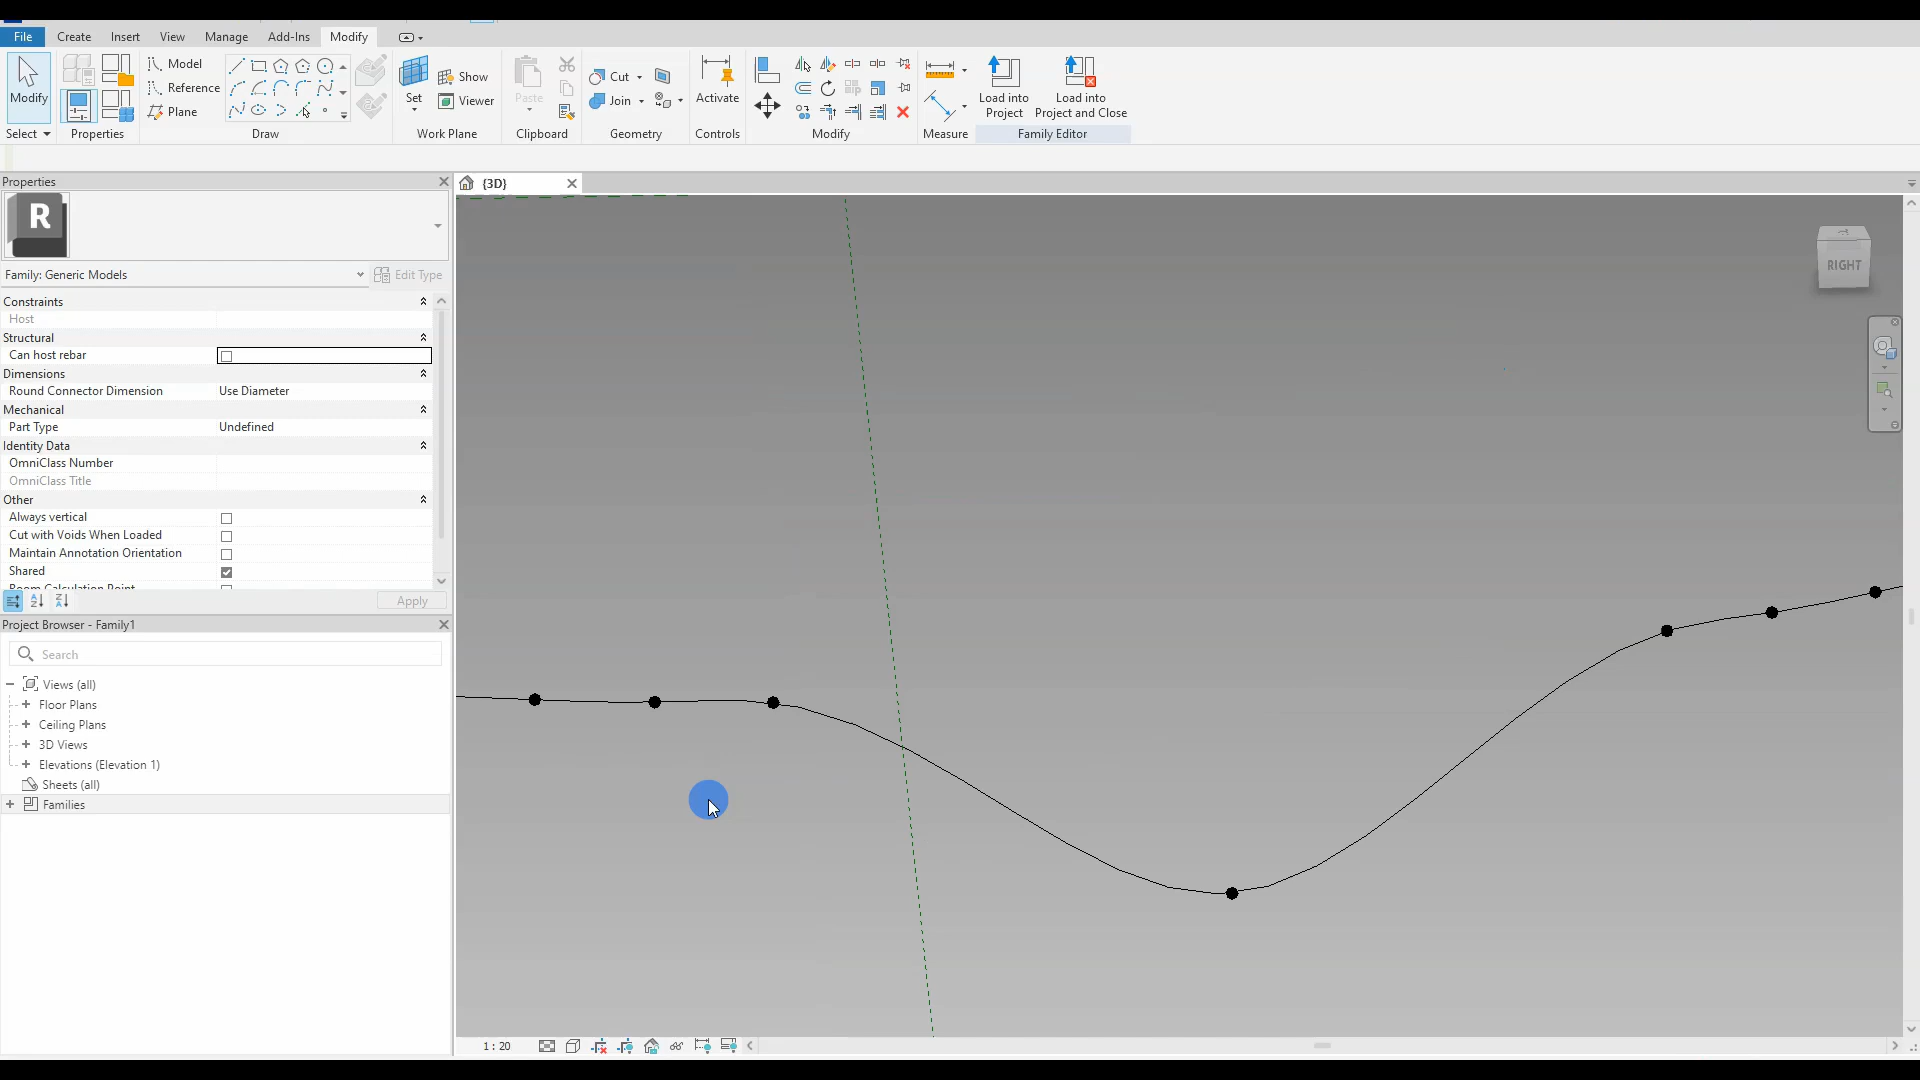 File Create Insert View Manage Add-Ins Modify
Modify
Select
Properties
Model
Reference
Plane
Draw
Set
Show
Viewer
Work Plane
Paste
Clipboard
Cut
Join
Geometry
Activate
Controls
Modify
Measure
Load into
Project
Load into
Project and Close
Family Editor
Properties
{3D}
R
Family: Generic Models
Edit Type
Constraints
Host
Structural
Can host rebar
Dimensions
Round Connector Dimension Use Diameter
Mechanical
Part Type Undefined
Identity Data
OmniClass Number
OmniClass Title
Other
Always vertical
Cut with Voids When Loaded
Maintain Annotation Orientation
Shared
Room Calculation Point
Apply
Project Browser - Family1
Search
Views (all)
Floor Plans
Ceiling Plans
3D Views
Elevations (Elevation 1)
Sheets (all)
Families
RIGHT
1 : 20